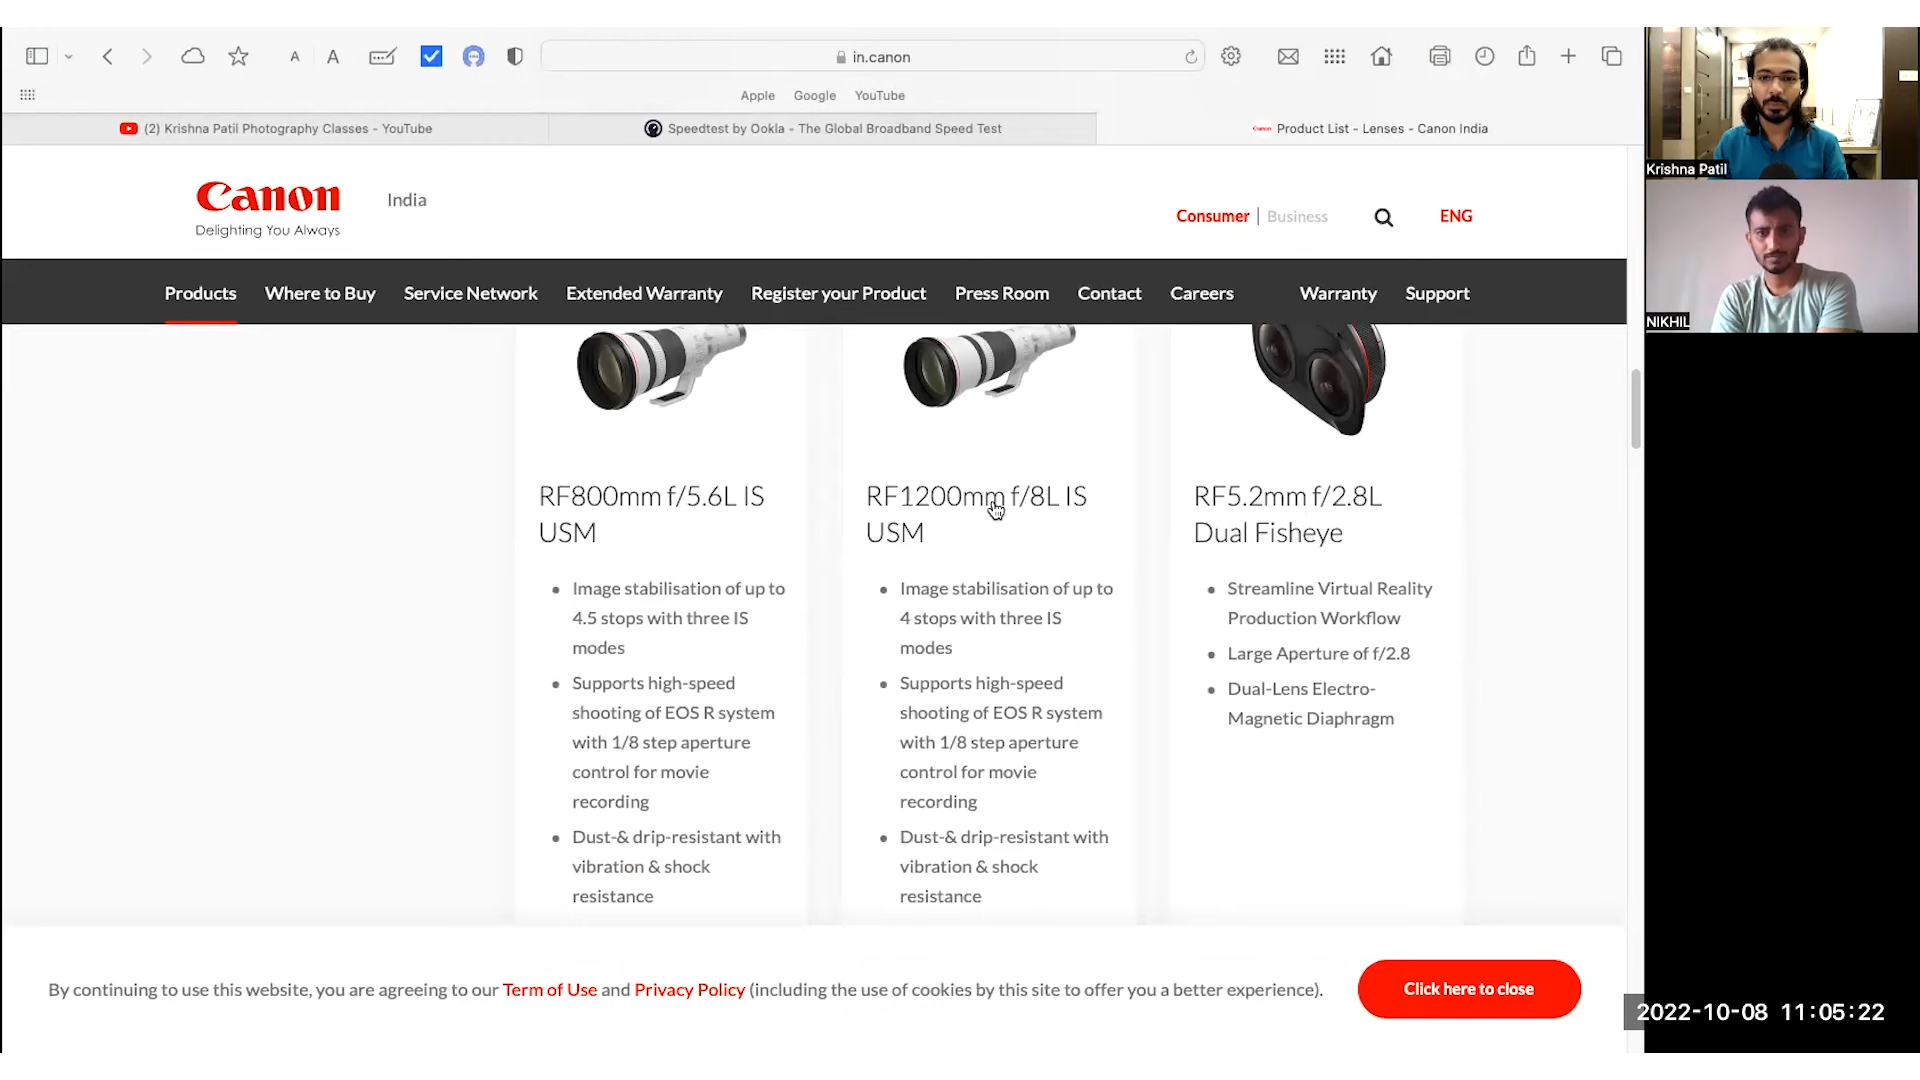 A A in.canon
Apple Google YouTube
(2) Krishna Patil Photography Classes - YouTube Speedtest by Ookla - The Global Broadband Speed Test Canon Product List - Lenses - Canon India
Canon India
Delighting You Always
Consumer | Business ENG
Products Where to Buy Service Network Extended Warranty Register your Product Press Room Contact Careers Warranty Support
RF800mm f/5.6L IS
USM
• Image stabilisation of up to
4.5 stops with three IS
modes
• Supports high-speed
shooting of EOS R system
with 1/8 step aperture
control for movie
recording
• Dust-& drip-resistant with
vibration & shock
resistance
RF1200mm f/8L IS
USM
• Image stabilisation of up to
4 stops with three IS
modes
• Supports high-speed
shooting of EOS R system
with 1/8 step aperture
control for movie
recording
• Dust-& drip-resistant with
vibration & shock
resistance
RF5.2mm f/2.8L
Dual Fisheye
• Streamline Virtual Reality
Production Workflow
• Large Aperture of f/2.8
• Dual-Lens Electro-
Magnetic Diaphragm
By continuing to use this website, you are agreeing to our Term of Use and Privacy Policy (including the use of cookies by this site to offer you a better experience). Click here to close
Krishna Patil
NIKHIL
2022-10-08 11:05:22